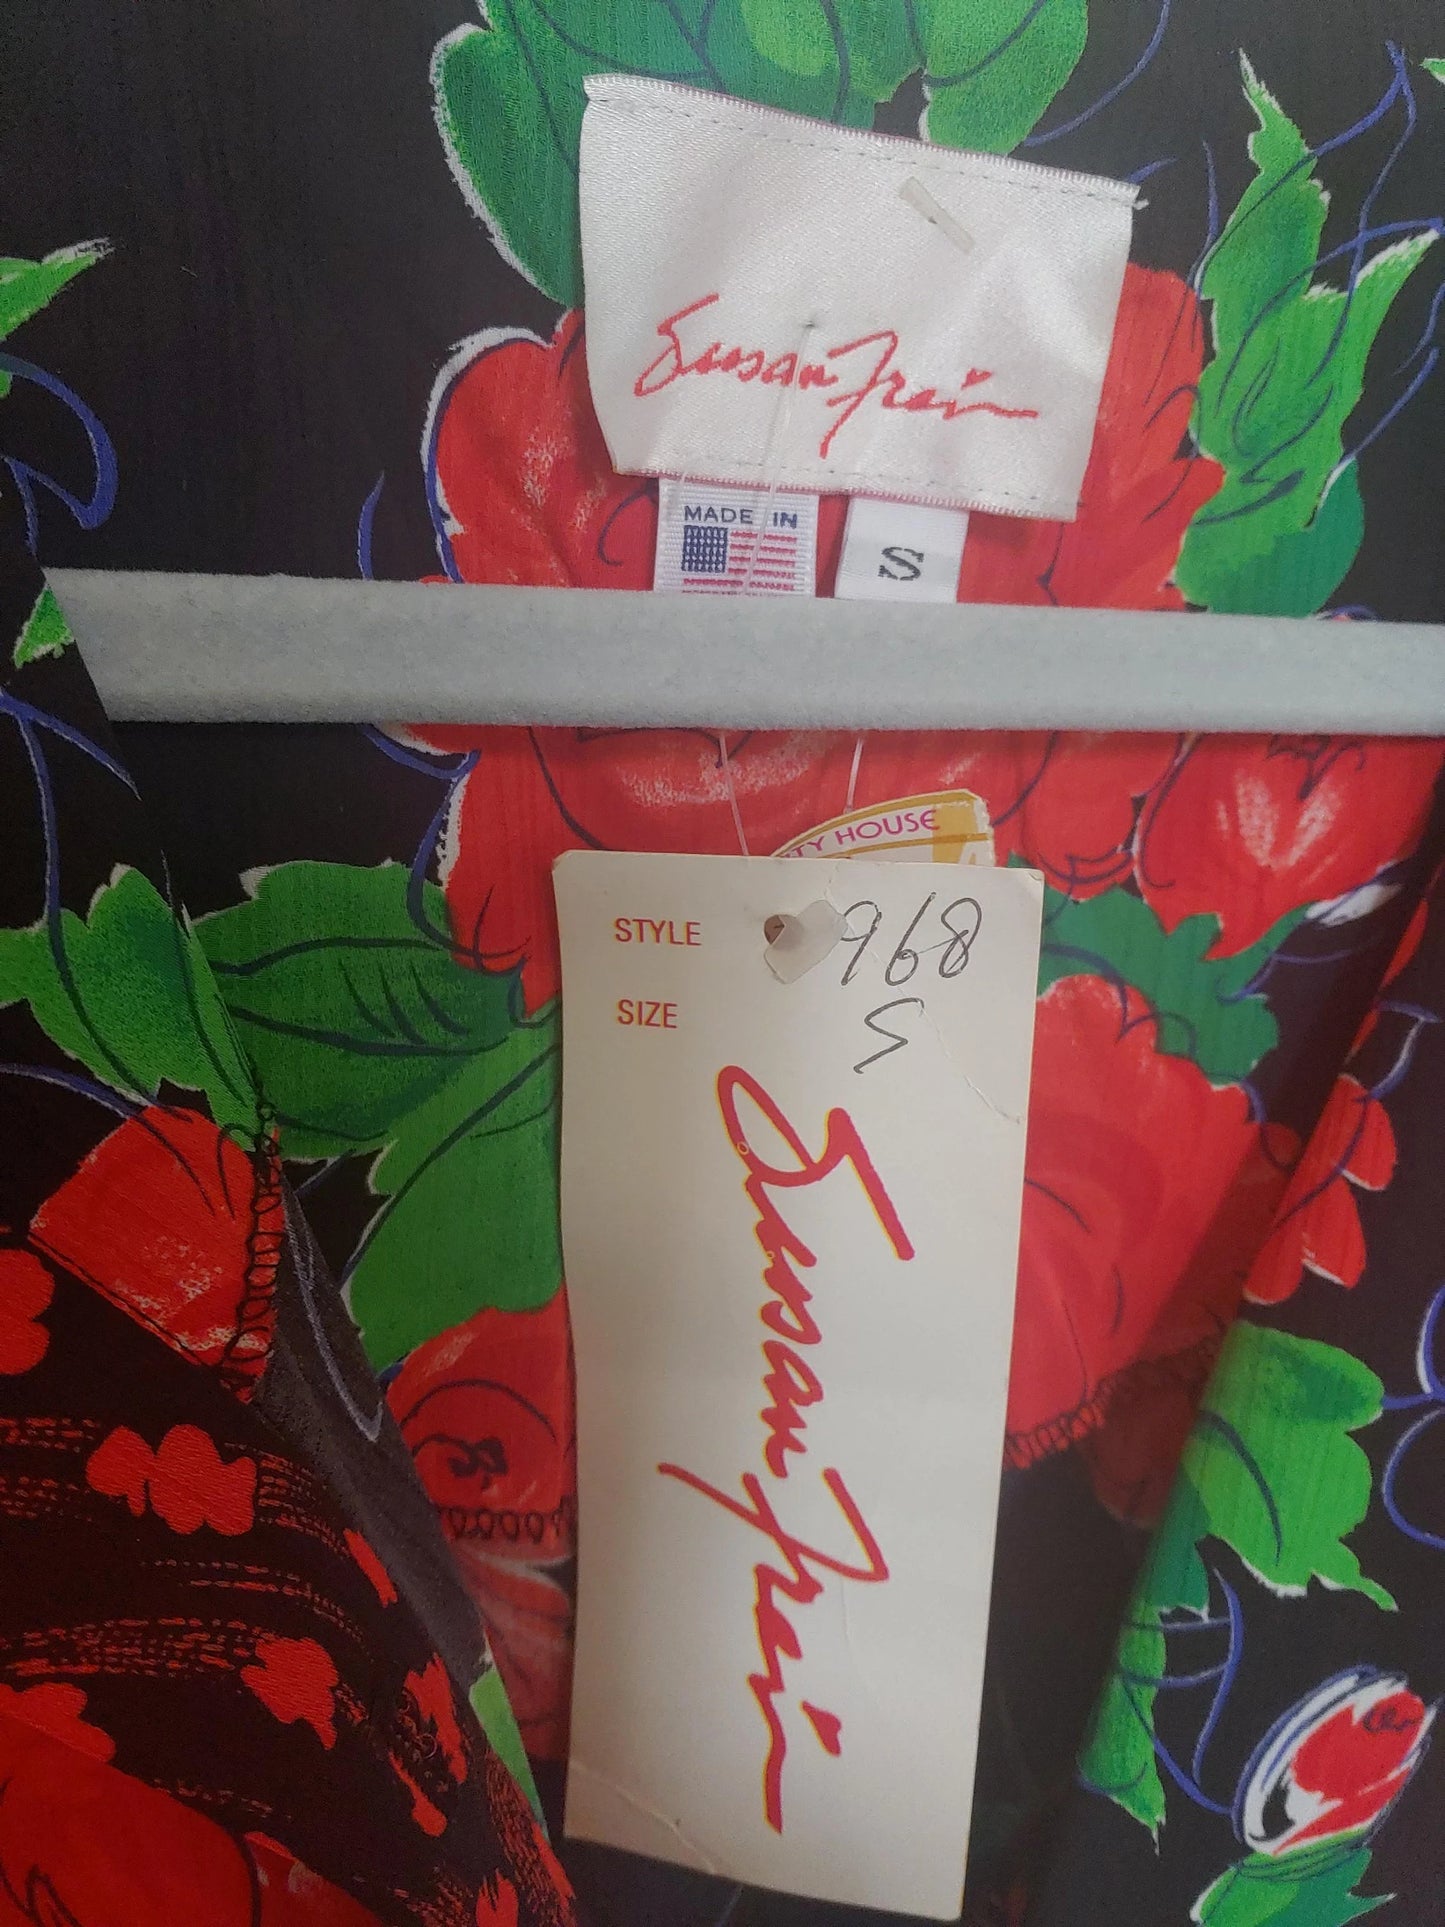 Susan Freis
MADE IN
S
TY HOUSE
STYLE 968
SIZE S
Susan Freis